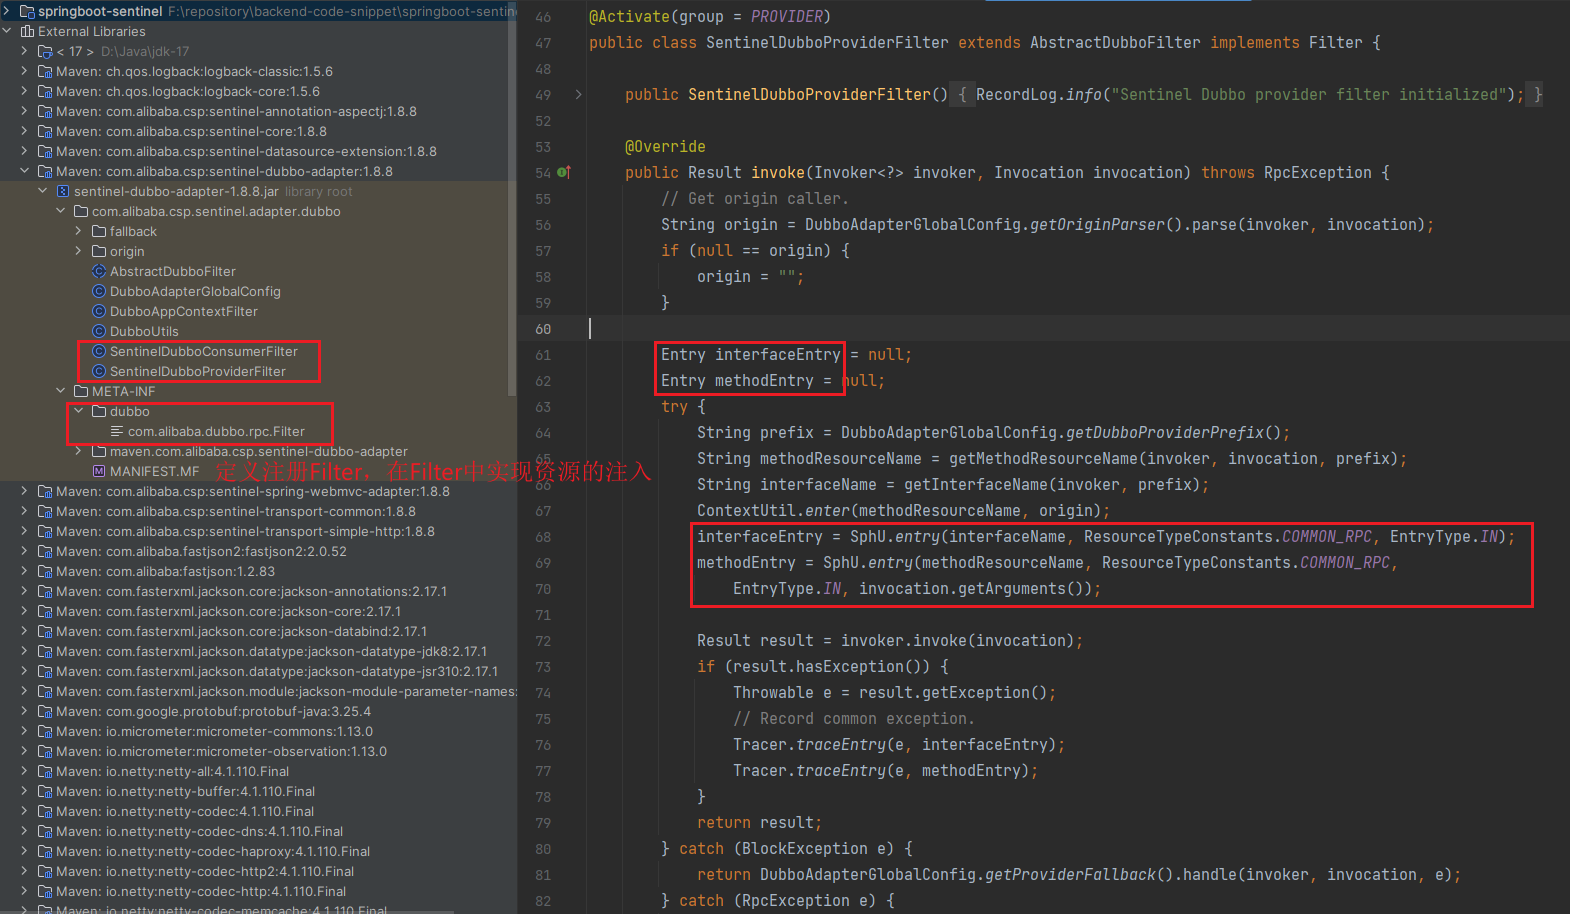 springboot-sentinel F:\repository\backend-code-snippet\springboot-sentin
External Libraries
< 17 > D:\Java\jdk-17
Maven: ch.qos.logback:logback-classic:1.5.6
Maven: ch.qos.logback:logback-core:1.5.6
Maven: com.alibaba.csp:sentinel-annotation-aspectj:1.8.8
Maven: com.alibaba.csp:sentinel-core:1.8.8
Maven: com.alibaba.csp:sentinel-datasource-extension:1.8.8
Maven: com.alibaba.csp:sentinel-dubbo-adapter:1.8.8
sentinel-dubbo-adapter-1.8.8.jar library root
com.alibaba.csp.sentinel.adapter.dubbo
fallback
origin
AbstractDubboFilter
DubboAdapterGlobalConfig
DubboAppContextFilter
DubboUtils
SentinelDubboConsumerFilter
SentinelDubboProviderFilter
META-INF
dubbo
com.alibaba.dubbo.rpc.Filter
maven.com.alibaba.csp.sentinel-dubbo-adapter
MANIFEST.MF
定义注册Filter，在Filter中实现资源的注入
Maven: com.alibaba.csp:sentinel-spring-webmvc-adapter:1.8.8
Maven: com.alibaba.csp:sentinel-transport-common:1.8.8
Maven: com.alibaba.csp:sentinel-transport-simple-http:1.8.8
Maven: com.alibaba.fastjson2:fastjson2:2.0.52
Maven: com.alibaba:fastjson:1.2.83
Maven: com.fasterxml.jackson.core:jackson-annotations:2.17.1
Maven: com.fasterxml.jackson.core:jackson-core:2.17.1
Maven: com.fasterxml.jackson.core:jackson-databind:2.17.1
Maven: com.fasterxml.jackson.datatype:jackson-datatype-jdk8:2.17.1
Maven: com.fasterxml.jackson.datatype:jackson-datatype-jsr310:2.17.1
Maven: com.fasterxml.jackson.module:jackson-module-parameter-names:
Maven: com.google.protobuf:protobuf-java:3.25.4
Maven: io.micrometer:micrometer-commons:1.13.0
Maven: io.micrometer:micrometer-observation:1.13.0
Maven: io.netty:netty-all:4.1.110.Final
Maven: io.netty:netty-buffer:4.1.110.Final
Maven: io.netty:netty-codec:4.1.110.Final
Maven: io.netty:netty-codec-dns:4.1.110.Final
Maven: io.netty:netty-codec-haproxy:4.1.110.Final
Maven: io.netty:netty-codec-http2:4.1.110.Final
Maven: io.netty:netty-codec-http:4.1.110.Final
Maven: io.netty:netty-codec-memcache:4.1.110.Final
46 @Activate(group = PROVIDER)
47 public class SentinelDubboProviderFilter extends AbstractDubboFilter implements Filter {
48
49 public SentinelDubboProviderFilter() { RecordLog.info("Sentinel Dubbo provider filter initialized"); }
52
53 @Override
54 public Result invoke(Invoker<?> invoker, Invocation invocation) throws RpcException {
55 // Get origin caller.
56 String origin = DubboAdapterGlobalConfig.getOriginParser().parse(invoker, invocation);
57 if (null == origin) {
58 origin = "";
59 }
60
61 Entry interfaceEntry = null;
62 Entry methodEntry = null;
63 try {
64 String prefix = DubboAdapterGlobalConfig.getDubboProviderPrefix();
65 String methodResourceName = getMethodResourceName(invoker, invocation, prefix);
66 String interfaceName = getInterfaceName(invoker, prefix);
67 ContextUtil.enter(methodResourceName, origin);
68 interfaceEntry = SphU.entry(interfaceName, ResourceTypeConstants.COMMON_RPC, EntryType.IN);
69 methodEntry = SphU.entry(methodResourceName, ResourceTypeConstants.COMMON_RPC,
70 EntryType.IN, invocation.getArguments());
71
72 Result result = invoker.invoke(invocation);
73 if (result.hasException()) {
74 Throwable e = result.getException();
75 // Record common exception.
76 Tracer.traceEntry(e, interfaceEntry);
77 Tracer.traceEntry(e, methodEntry);
78 }
79 return result;
80 } catch (BlockException e) {
81 return DubboAdapterGlobalConfig.getProviderFallback().handle(invoker, invocation, e);
82 } catch (RpcException e) {